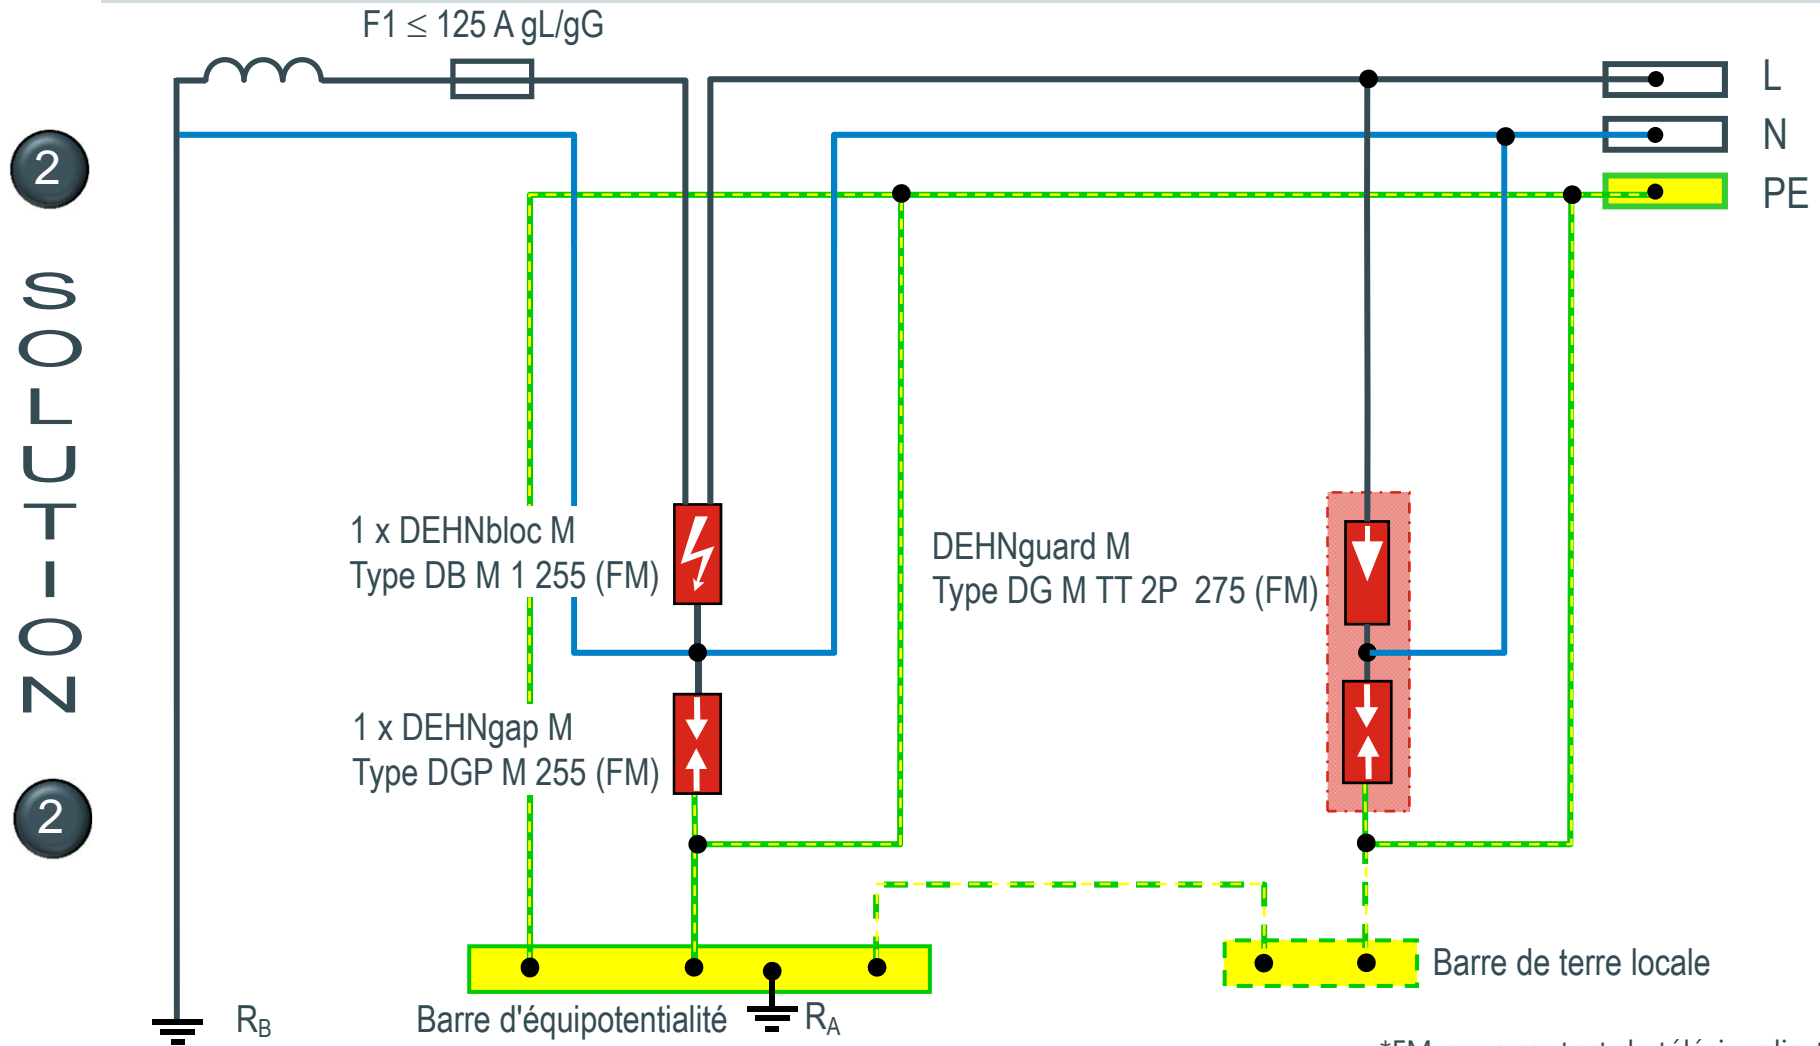 F1 ≤ 125 A gL/gG
L
N
PE
2
SOLUTION
2
1 x DEHNbloc M
Type DB M 1 255 (FM)
DEHNguard M
Type DG M TT 2P 275 (FM)
1 x DEHNgap M
Type DGP M 255 (FM)
Barre de terre locale
RB
Barre d'équipotentialité
RA